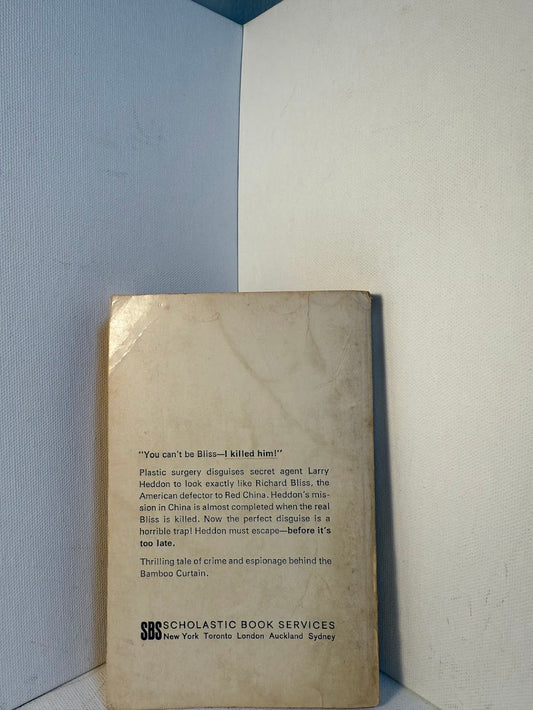 "You can't be Bliss—I killed him!"
Plastic surgery disguises secret agent Larry
Heddon to look exactly like Richard Bliss, the
American defector to Red China. Heddon's mis-
sion in China is almost completed when the real
Bliss is killed. Now the perfect disguise is a
horrible trap! Heddon must escape—before it's
too late.
Thrilling tale of crime and espionage behind the
Bamboo Curtain.
SBS SCHOLASTIC BOOK SERVICES
New York Toronto London Auckland Sydney